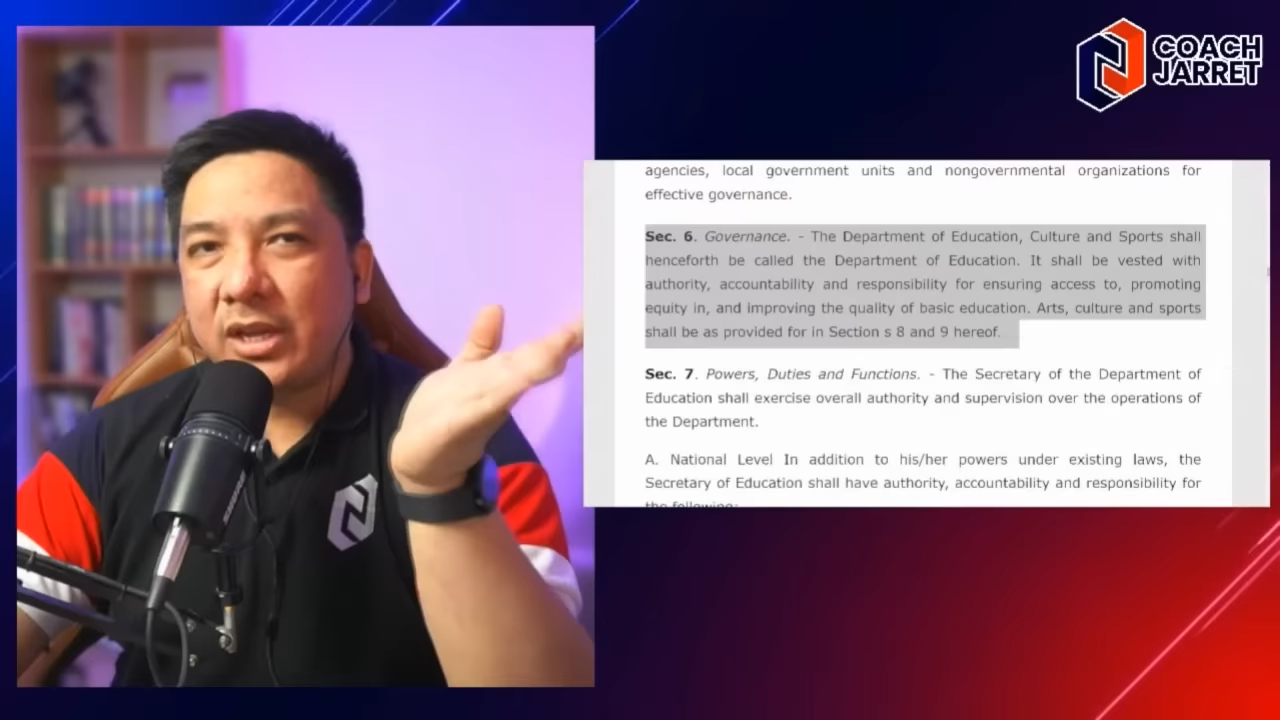 COACH
JARRET
agencies, local government units and nongovernmental organizations for
effective governance.
Sec. 6. Governance. - The Department of Education, Culture and Sports shall
henceforth be called the Department of Education. It shall be vested with
authority, accountability and responsibility for ensuring access to, promoting
equity in, and improving the quality of basic education. Arts, culture and sports
shall be as provided for in Section s 8 and 9 hereof.
Sec. 7. Powers, Duties and Functions. - The Secretary of the Department of
Education shall exercise overall authority and supervision over the operations of
the Department.
A. National Level In addition to his/her powers under existing laws, the
Secretary of Education shall have authority, accountability and responsibility for
the following: